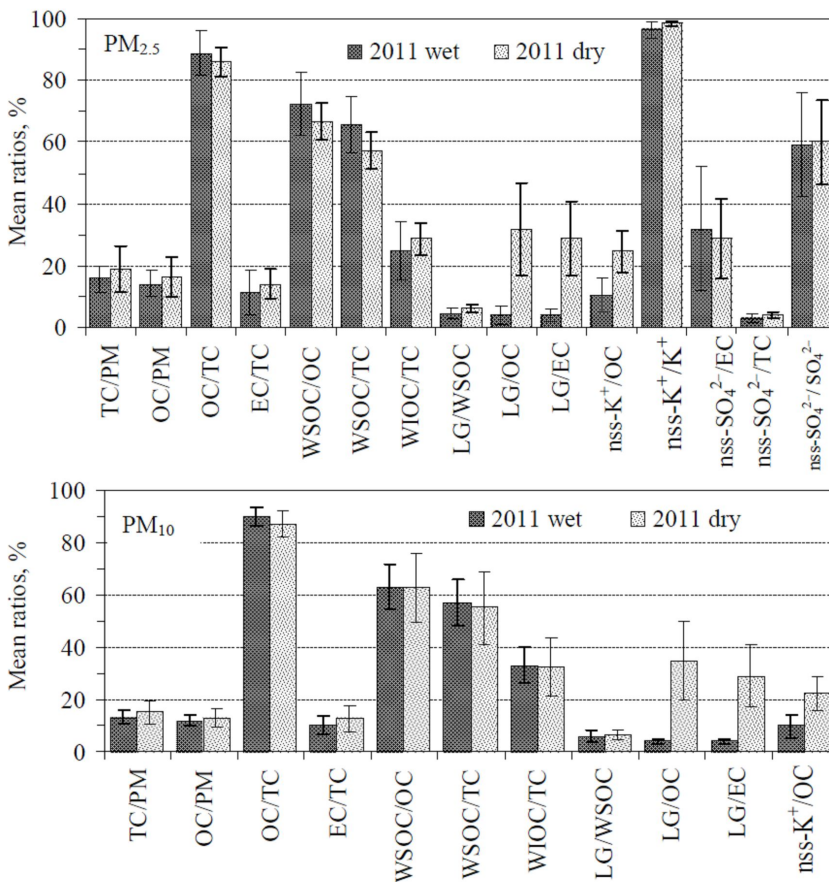 PM2.5
2011 wet 2011 dry
Mean ratios, %
100
80
60
40
20
0
TC/PM
OC/PM
OC/TC
EC/TC
WSOC/OC
WSOC/TC
WIOC/TC
LG/WSOC
LG/OC
LG/EC
nss-K⁺/OC
nss-K⁺/K⁺
nss-SO₄²⁻/EC
nss-SO₄²⁻/TC
nss-SO₄²⁻/SO₄²⁻
PM10
2011 wet 2011 dry
Mean ratios, %
100
80
60
40
20
0
TC/PM
OC/PM
OC/TC
EC/TC
WSOC/OC
WSOC/TC
WIOC/TC
LG/WSOC
LG/OC
LG/EC
nss-K⁺/OC